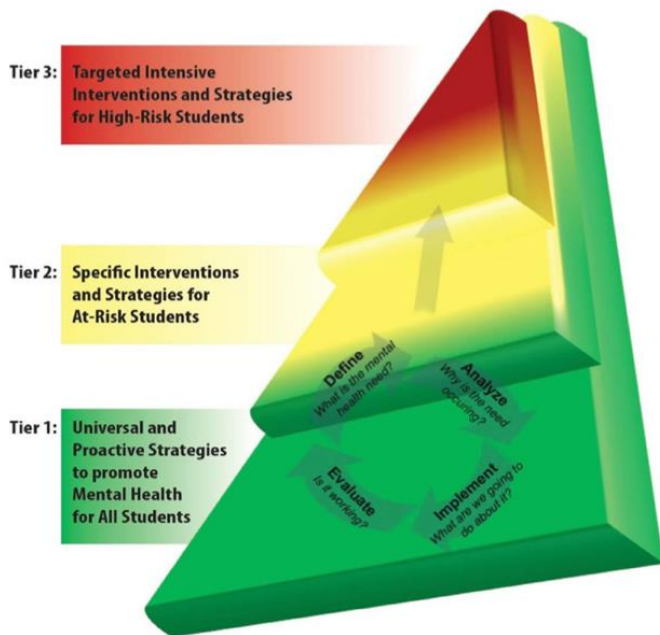 Tier 3: Targeted Intensive
Interventions and Strategies
for High-Risk Students
Tier 2: Specific Interventions
and Strategies for
At-Risk Students
Tier 1: Universal and
Proactive Strategies
to promote
Mental Health
for All Students
Define
What is the mental
health need?
Analyze
Why is the need
occuring?
Implement
What are we going to
do about it?
Evaluate
Is it working?